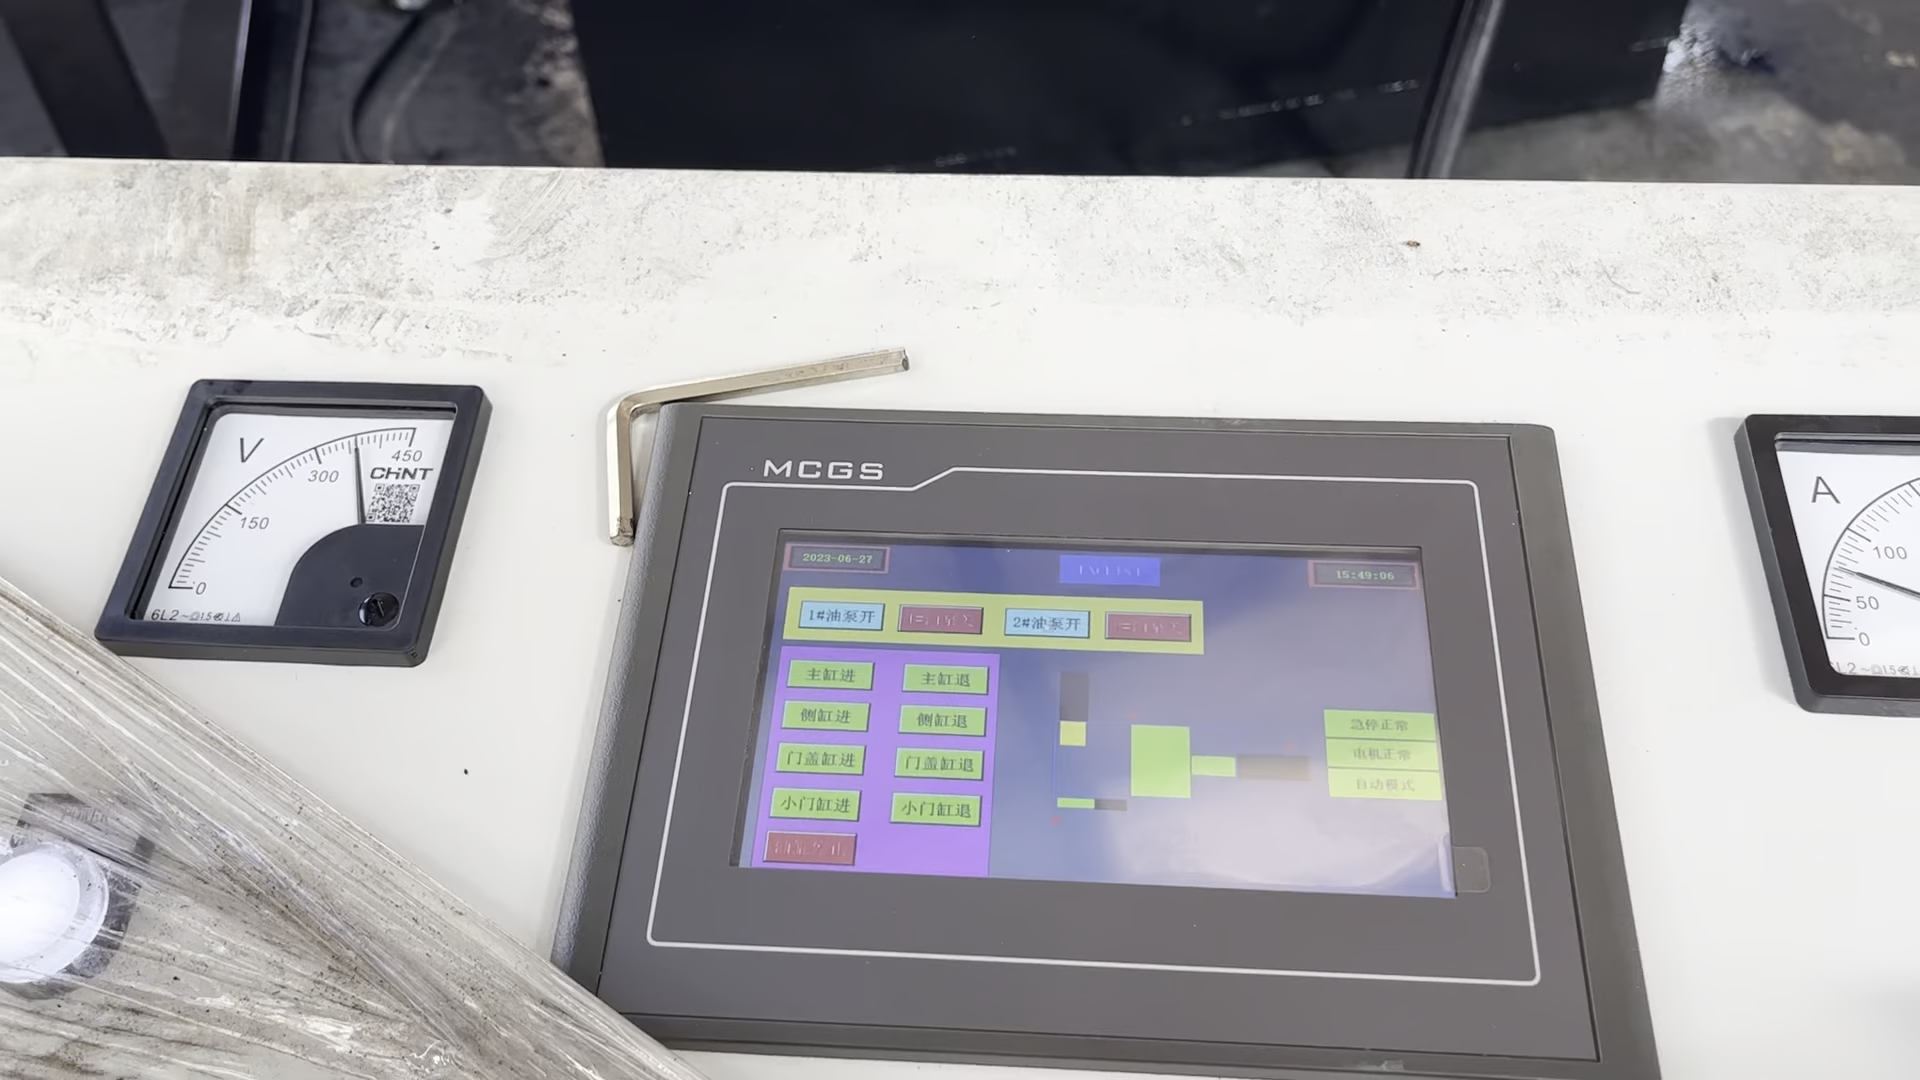 V
150
300
450
CHNT
0
6L2
MCGS
2023-06-27
15:49:06
1#油泵开
2#油泵开
主缸进
主缸退
侧缸进
侧缸退
门盖缸进
门盖缸退
小门缸进
小门缸退
急停正常
电机正常
自动模式
A
100
50
0